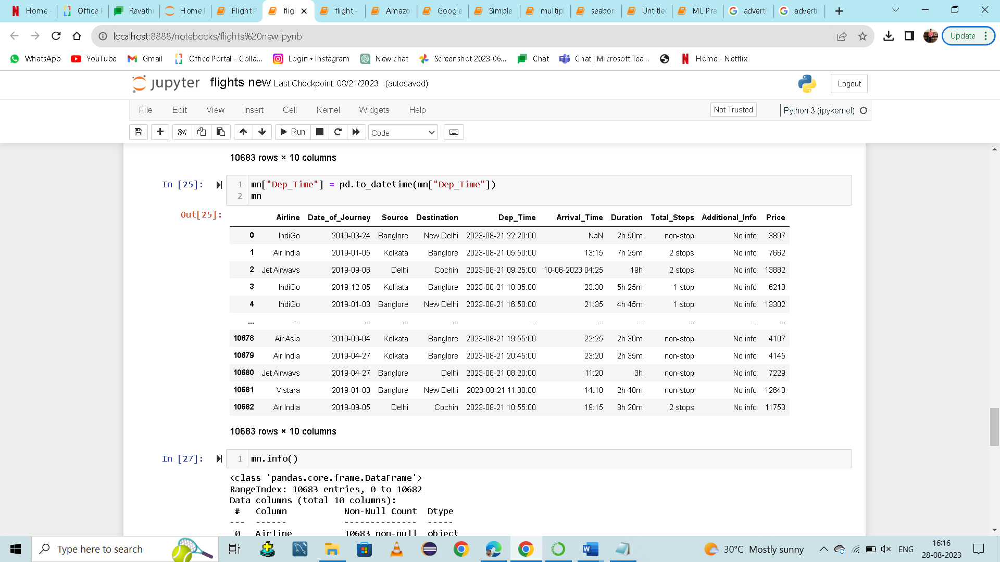 Home
Office
Revathi
Home
Flight
flig
flight -
Amazo
Google
Simple
multipl
seabor
Untitle
ML Pra
adverti
adverti
localhost:8888/notebooks/flights%20new.ipynb
Update
WhatsApp YouTube Gmail Office Portal - Colla... Login • Instagram New chat Screenshot 2023-06... Chat Chat | Microsoft Tea... Home - Netflix
jupyter flights new Last Checkpoint: 08/21/2023 (autosaved)
Logout
File Edit View Insert Cell Kernel Widgets Help
Not Trusted Python 3 (ipykernel)
Run Code
10683 rows × 10 columns
In [25]: 1 mn["Dep_Time"] = pd.to_datetime(mn["Dep_Time"])
2 mn
Out[25]:
Airline Date_of_Journey Source Destination Dep_Time Arrival_Time Duration Total_Stops Additional_Info Price
0 IndiGo 2019-03-24 Banglore New Delhi 2023-08-21 22:20:00 NaN 2h 50m non-stop No info 3897
1 Air India 2019-01-05 Kolkata Banglore 2023-08-21 05:50:00 13:15 7h 25m 2 stops No info 7662
2 Jet Airways 2019-09-06 Delhi Cochin 2023-08-21 09:25:00 10-06-2023 04:25 19h 2 stops No info 13882
3 IndiGo 2019-12-05 Kolkata Banglore 2023-08-21 18:05:00 23:30 5h 25m 1 stop No info 6218
4 IndiGo 2019-01-03 Banglore New Delhi 2023-08-21 16:50:00 21:35 4h 45m 1 stop No info 13302
... ... ... ... ... ... ... ... ... ... ...
10678 Air Asia 2019-09-04 Kolkata Banglore 2023-08-21 19:55:00 22:25 2h 30m non-stop No info 4107
10679 Air India 2019-04-27 Kolkata Banglore 2023-08-21 20:45:00 23:20 2h 35m non-stop No info 4145
10680 Jet Airways 2019-04-27 Banglore Delhi 2023-08-21 08:20:00 11:20 3h non-stop No info 7229
10681 Vistara 2019-01-03 Banglore New Delhi 2023-08-21 11:30:00 14:10 2h 40m non-stop No info 12648
10682 Air India 2019-09-05 Delhi Cochin 2023-08-21 10:55:00 19:15 8h 20m 2 stops No info 11753
10683 rows × 10 columns
In [27]: 1 mn.info()
<class 'pandas.core.frame.DataFrame'>
RangeIndex: 10683 entries, 0 to 10682
Data columns (total 10 columns):
# Column Non-Null Count Dtype
--- ------ -------------- -----
0 Airline 10683 non-null object
Type here to search
30°C Mostly sunny
ENG
16:16
28-08-2023